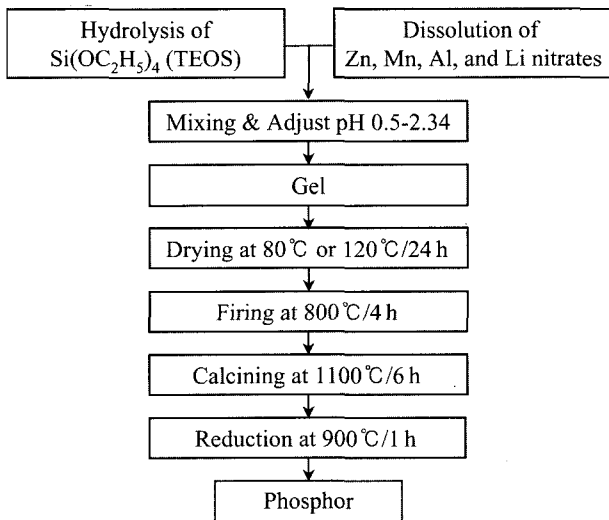 Hydrolysis of
Si(OC₂H₅)₄ (TEOS)
Dissolution of
Zn, Mn, Al, and Li nitrates
Mixing & Adjust pH 0.5-2.34
Gel
Drying at 80℃ or 120℃/24 h
Firing at 800℃/4 h
Calcining at 1100℃/6 h
Reduction at 900℃/1 h
Phosphor